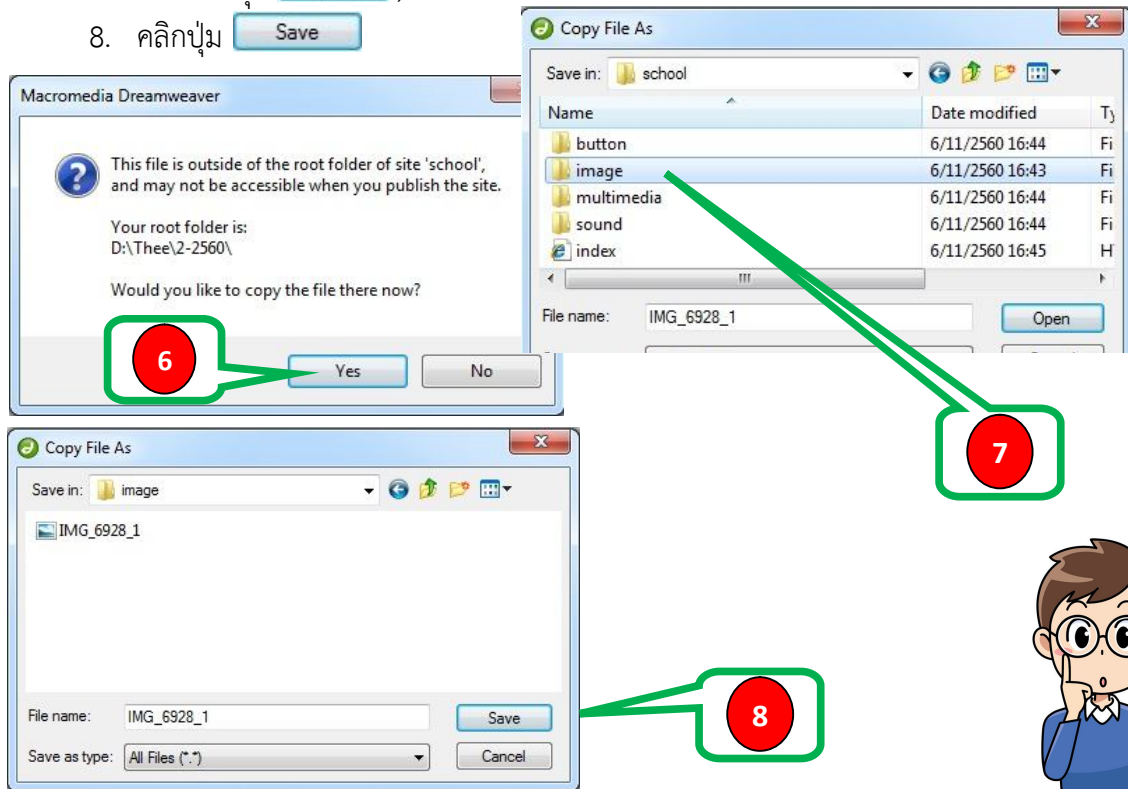 8. คลิกปุ่ม Save
Copy File As
Save in: school
Name Date modified
button 6/11/2560 16:44 Fi
image 6/11/2560 16:43 Fi
multimedia 6/11/2560 16:44 Fi
sound 6/11/2560 16:44 Fi
index 6/11/2560 16:45
File name: IMG_6928_1 Open
Macromedia Dreamweaver
This file is outside of the root folder of site 'school',
and may not be accessible when you publish the site.
Your root folder is:
D:\Thee\2-2560\
Would you like to copy the file there now?
6
Yes No
7
Copy File As
Save in: image
IMG_6928_1
File name: IMG_6928_1 Save
Save as type: All Files (*.*) Cancel
8